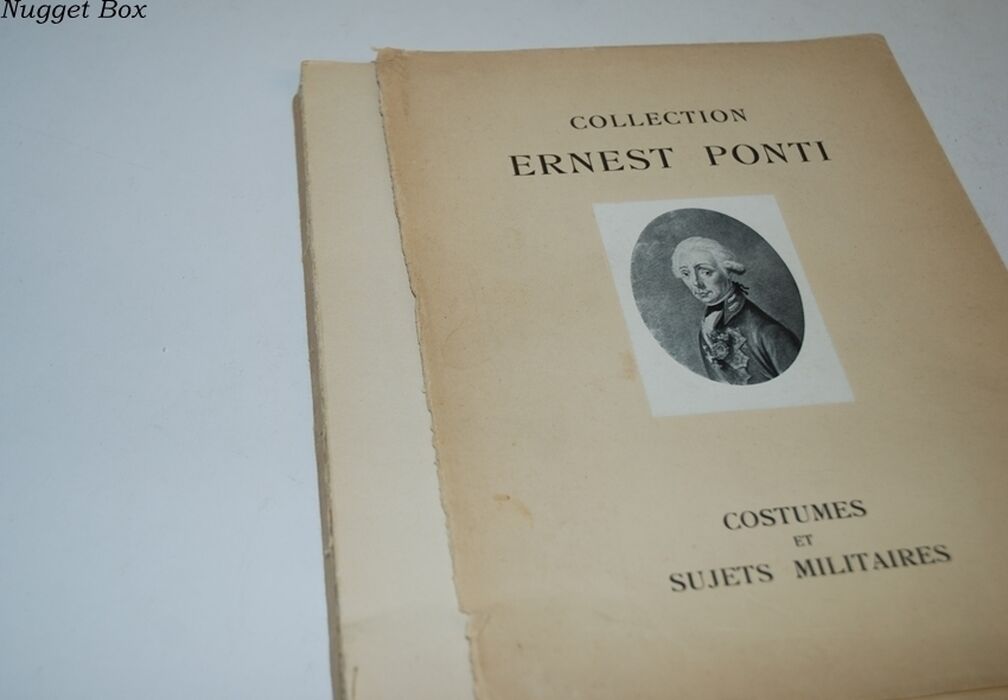 Nugget Box
COLLECTION
ERNEST PONTI
COSTUMES
ET
SUJETS MILITAIRES